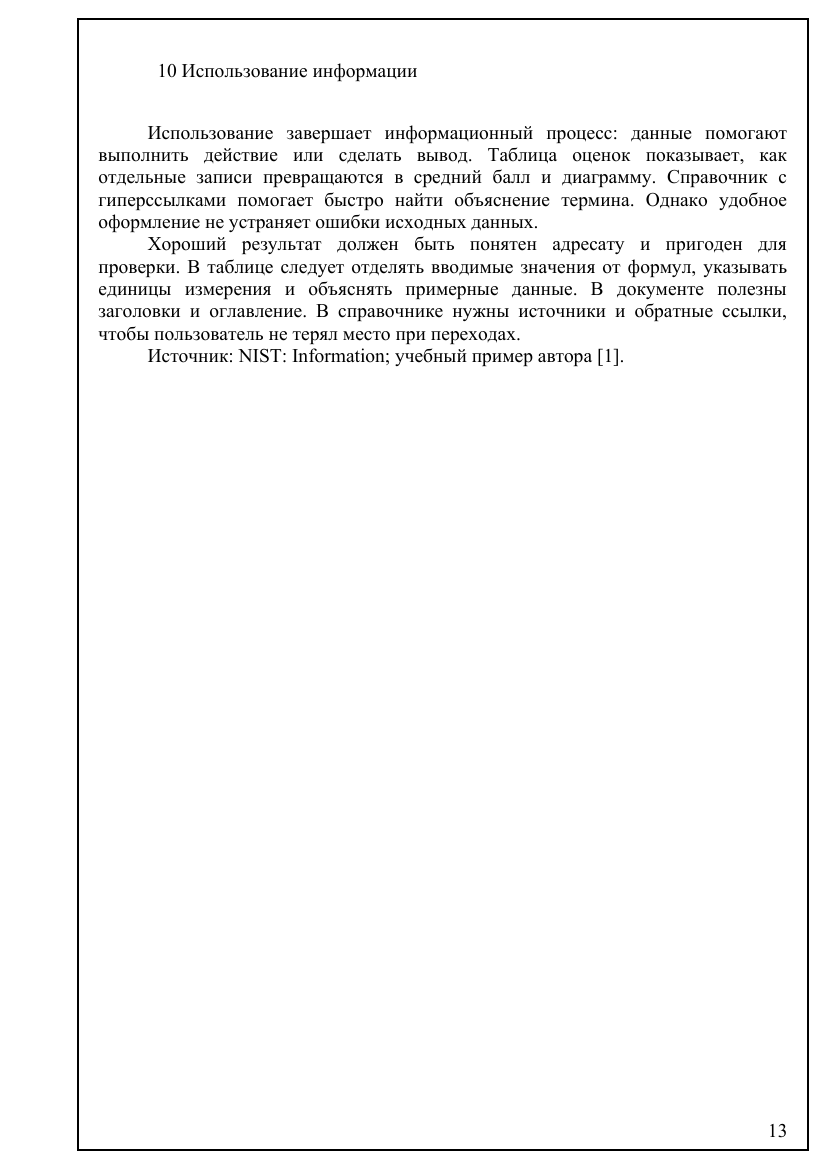 10 Использование информации
Использование завершает информационный процесс: данные помогают
выполнить действие или сделать вывод. Таблица оценок показывает, как
отдельные записи превращаются в средний балл и диаграмму. Справочник с
гиперссылками помогает быстро найти объяснение термина. Однако удобное
оформление не устраняет ошибки исходных данных.
Хороший результат должен быть понятен адресату и пригоден для
проверки. В таблице следует отделять вводимые значения от формул, указывать
единицы измерения и объяснять примерные данные. В документе полезны
заголовки и оглавление. В справочнике нужны источники и обратные ссылки,
чтобы пользователь не терял место при переходах.
Источник: NIST: Information; учебный пример автора [1].
13